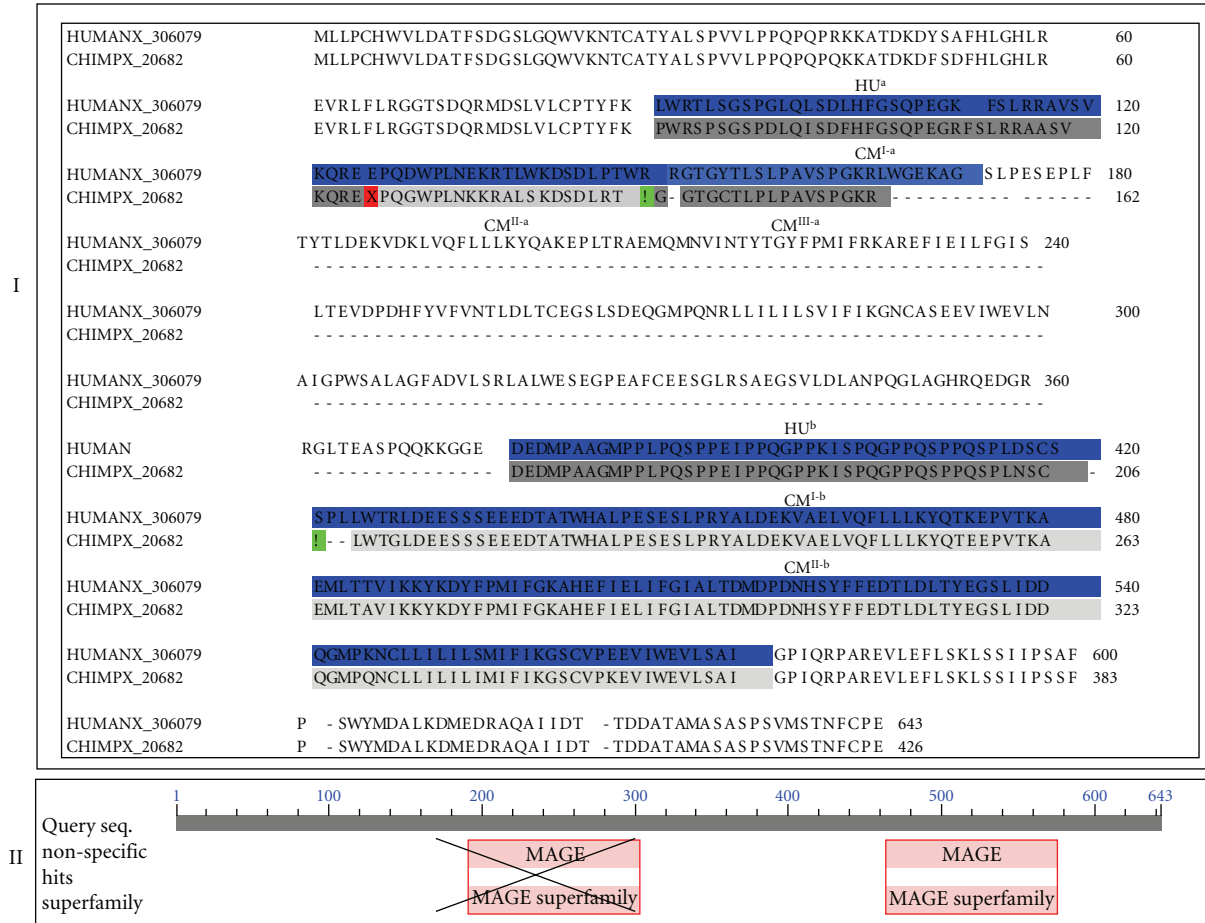 HUMANX_306079 MLLPCHWVLDATFSDGSLGQWVKNTCATYALSPVVLPPQPQPRKKATDKDYSAFHLGHLR 60
CHIMPX_20682 MLLPCHWVLDATFSDGSLGQWVKNTCATYALSPVVLPPQPQPQKKATDKDFSDFHLGHLR 60
HUa
HUMANX_306079 EVRLFLRGGTSDQRMDSLVLCPTYFK LWRTLSGSPGLQLSDLHFGSQPEGK FSLRRAVSV 120
CHIMPX_20682 EVRLFLRGGTSDQRMDSLVLCPTYFK PWRSPSGSPDLQISDFHFGSQPEGRFSLRRAASV 120
CMI-a
HUMANX_306079 KQREEPQDWPLNEKRTLWKDSDLPTWR RGTGYTLSLPAVSPGKRLWGEKAG SLPESEPLF 180
CHIMPX_20682 KQREXPQGWPLNKKRALSKDSDLRT !G - GTGCTLPLPAVSPGKR - - - - - - - - - - - - - - - - 162
CMII-a CMIII-a
TYTLDEKVDKLVQFLLLKYQAKEPLTRAEMQMNVINTYTGYFPMIFRKAREFIEILFGIS 240
HUMANX_306079
CHIMPX_20682 - - - - - - - - - - - - - - - - - - - - - - - - - - - - - - - - - - - - - - - - - - - - - - - - - - - - - - - - - - - -
HUMANX_306079 LTEVDPDHFYVFVNTLDLTCEGSLSDEQGMPQNRLLILILSVIFIKGNCASEEVIWEVLN 300
CHIMPX_20682 - - - - - - - - - - - - - - - - - - - - - - - - - - - - - - - - - - - - - - - - - - - - - - - - - - - - - - - - - - - -
I
HUMANX_306079 AIGPWSALAGFADVLSRLALWESEGPEAFCEESGLRSAEGSVLDLANPQGLAGHRQEDGR 360
CHIMPX_20682 - - - - - - - - - - - - - - - - - - - - - - - - - - - - - - - - - - - - - - - - - - - - - - - - - - - - - - - - - - - -
HUb
HUMAN RGLTEASPQQKKGGE DEDMPAAGMPPLPQSPPEIPPQGPPKISPQGPPQSPPQSPLDSCS 420
CHIMPX_20682 - - - - - - - - - - - - - - - DEDMPAAGMPPLPQSPPEIPPQGPPKISPQGPPQSPPQSPLNSC - 206
CMI-b
HUMANX_306079 SPLLWTRLDEESSSEEEDTATWHALPESESLPRYALDEKVAELVQFLLLKYQTKEPVTKA 480
CHIMPX_20682 ! - - LWTGLDEESSSEEEDTATWHALPESESLPRYALDEKVAELVQFLLLKYQTEEPVTKA 263
CMII-b
HUMANX_306079 EMLTTVIKKYKDYFPMIFGKAHEFIELIFGIALTDMDPDNHSYFFEDTLDLTYEGSLIDD 540
CHIMPX_20682 EMLTAVIKKYKDYFPMIFGKAHEFIELIFGIALTDMDPDNHSYFFEDTLDLTYEGSLIDD 323
HUMANX_306079 QGMPKNCLLILILSMIFIKGSCVPEEVIWEVLSAI GPIQRPAREVLEFLSKLSSIIPSAF 600
CHIMPX_20682 QGMPQNCLLILILIMIFIKGSCVPKEVIWEVLSAI GPIQRPAREVLEFLSKLSSIIPSSF 383
HUMANX_306079 P - SWYMDALKDMEDRAQAIIDT - TDDATAMASASPSVMSTNFCPE 643
CHIMPX_20682 P - SWYMDALKDMEDRAQAIIDT - TDDATAMASASPSVMSTNFCPE 426
1 100 200 300 400 500 600 643
Query seq.
II
non-specific
hits
superfamily
MAGE MAGE
MAGE superfamily MAGE superfamily